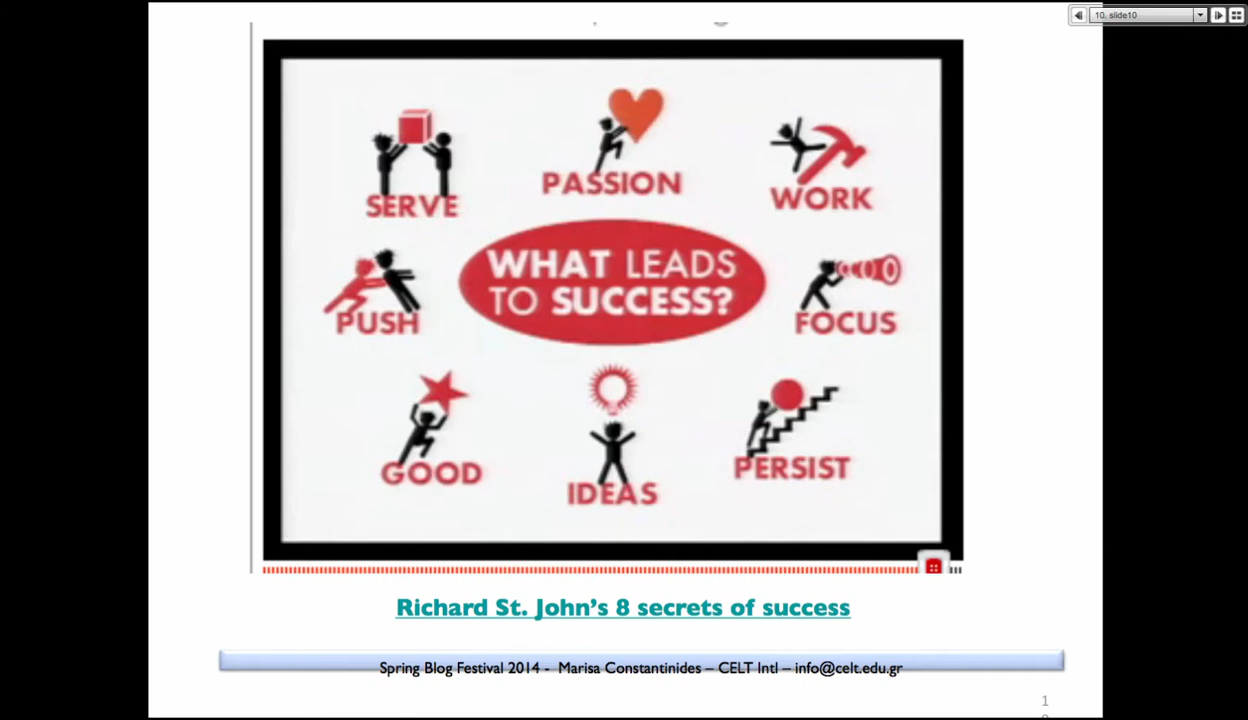 10. slide10
SERVE
PASSION
WORK
PUSH
WHAT LEADS
TO SUCCESS?
FOCUS
GOOD
IDEAS
PERSIST
Richard St. John's 8 secrets of success
Spring Blog Festival 2014 - Marisa Constantinides – CELT Intl – info@celt.edu.gr
1